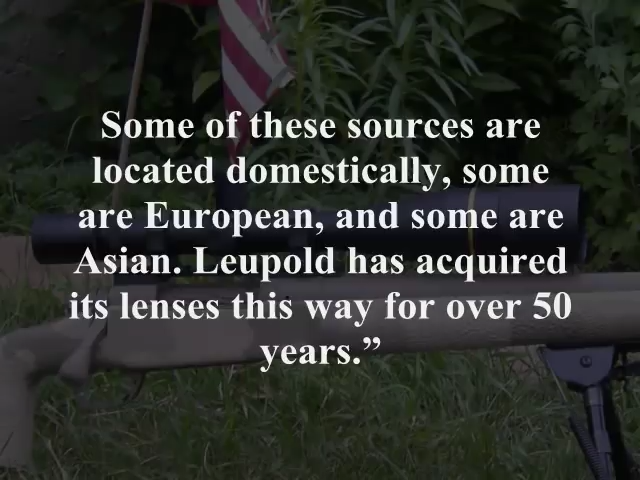 Some of these sources are
located domestically, some
are European, and some are
Asian. Leupold has acquired
its lenses this way for over 50
years.”